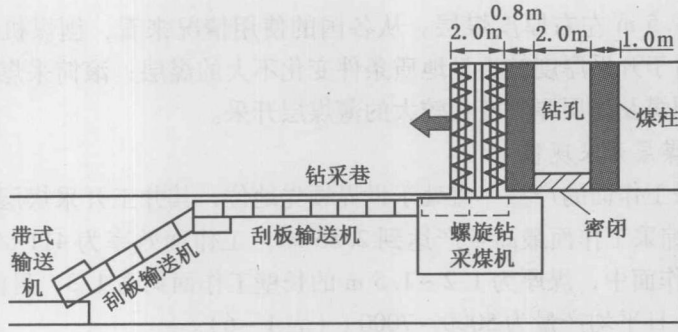 0.8m
2.0m
2.0m
1.0m
钻孔
煤柱
钻采巷
密闭
带式
输送
机
刮板输送机
刮板输送机
螺旋钻
采煤机